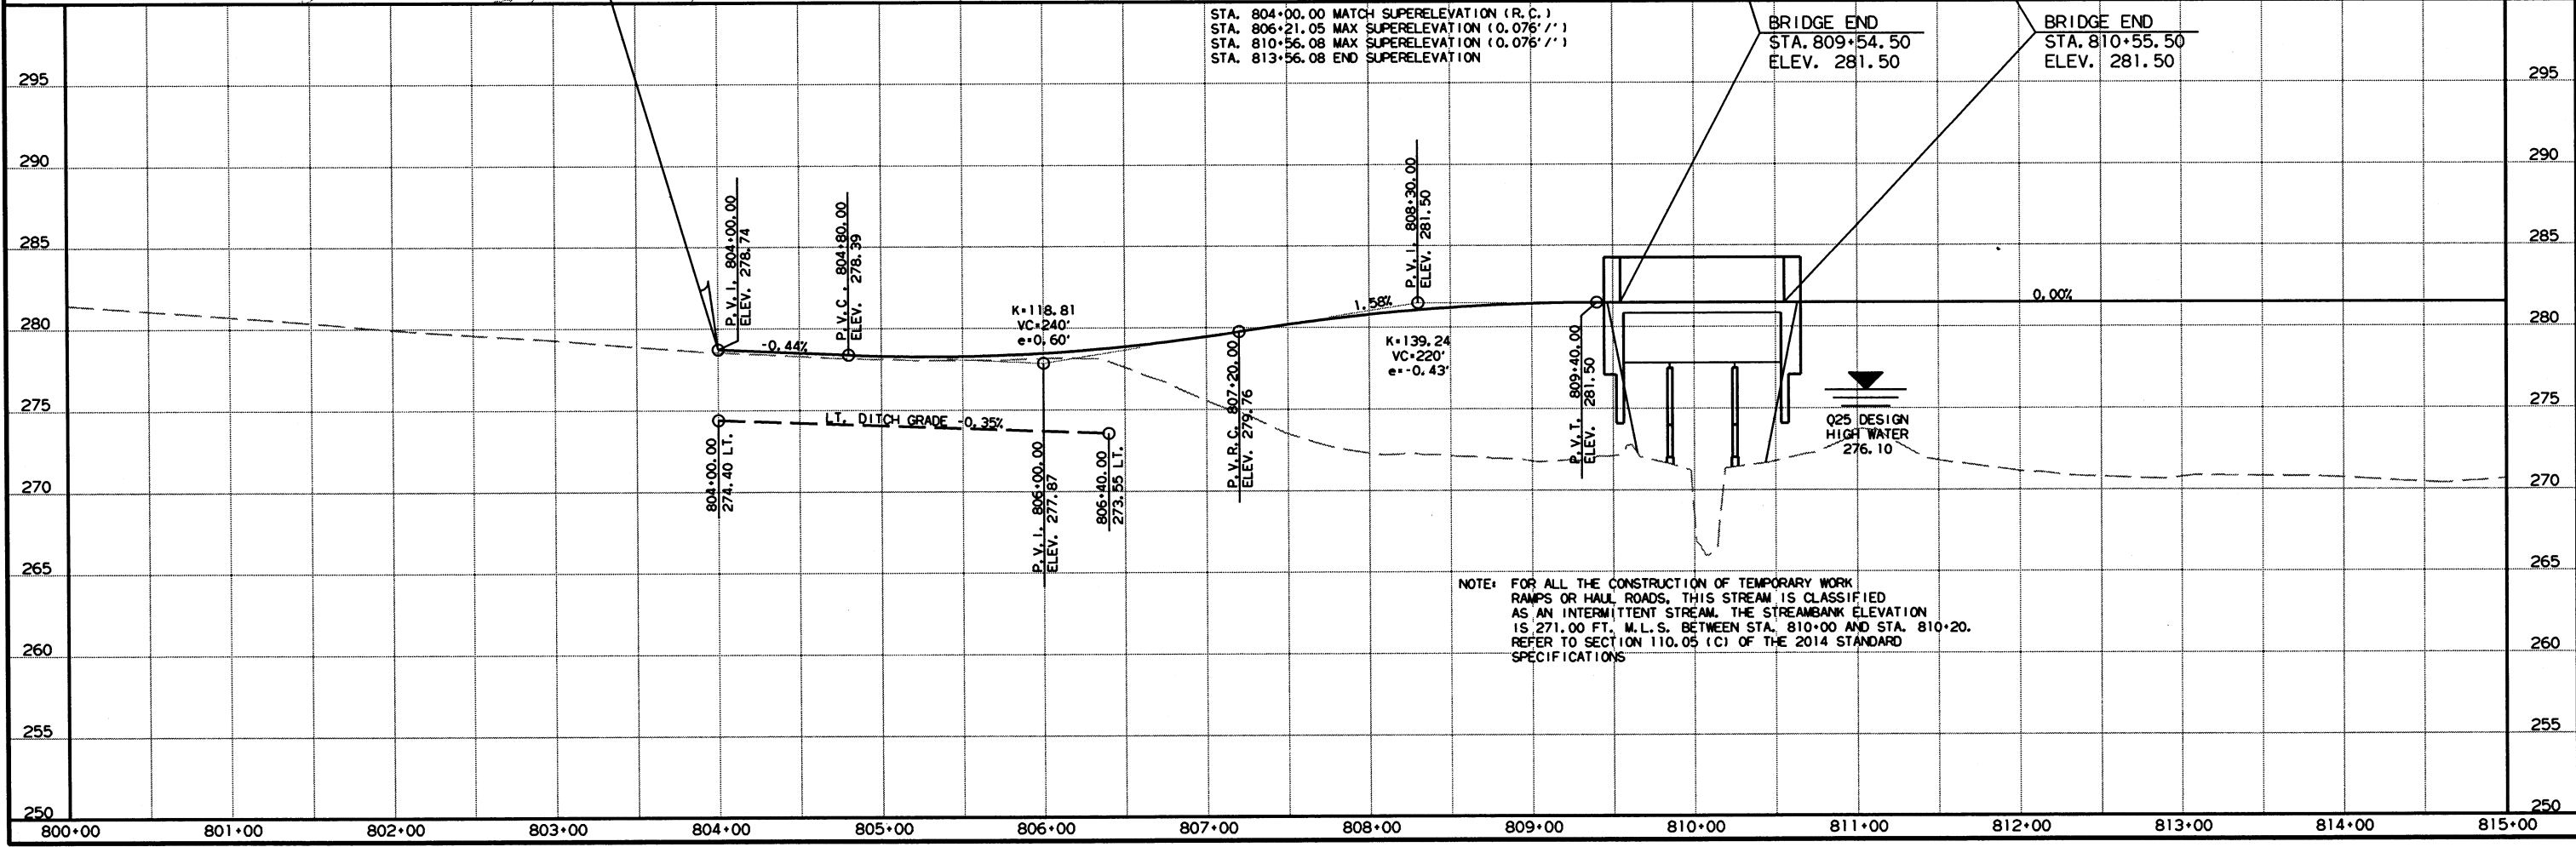 STA. 804+00.00 MATCH SUPERELEVATION (R.C.)
STA. 806+21.05 MAX SUPERELEVATION (0.076'/')
STA. 810+56.08 MAX SUPERELEVATION (0.076'/')
STA. 813+56.08 END SUPERELEVATION
BRIDGE END
STA. 809+54.50
ELEV. 281.50
BRIDGE END
STA. 810+55.50
ELEV. 281.50
295
295
290
290
285
285
280
280
275
275
270
270
265
265
260
260
255
255
250
250
P.V.I. 804+00.00
ELEV. 278.74
P.V.C. 804+80.00
ELEV. 278.39
-0.44%
K=118.81
VC=240'
e=0.60'
P.V.I. 808+30.00
ELEV. 281.50
1.58%
K=139.24
VC=220'
e=-0.43'
0.00%
P.V.I. 806+00.00
ELEV. 277.87
P.V.R.C. 807+20.00
ELEV. 279.76
P.V.T. 809+40.00
ELEV. 281.50
LT. DITCH GRADE -0.35%
804+00.00
274.40 LT.
806+40.00
273.55 LT.
Q25 DESIGN
HIGH WATER
276.10
NOTE: FOR ALL THE CONSTRUCTION OF TEMPORARY WORK
RAMPS OR HAUL ROADS, THIS STREAM IS CLASSIFIED
AS AN INTERMITTENT STREAM. THE STREAMBANK ELEVATION
IS 271.00 FT. M.L.S. BETWEEN STA. 810+00 AND STA. 810+20.
REFER TO SECTION 110.05 (C) OF THE 2014 STANDARD
SPECIFICATIONS
800+00 801+00 802+00 803+00 804+00 805+00 806+00 807+00 808+00 809+00 810+00 811+00 812+00 813+00 814+00 815+00